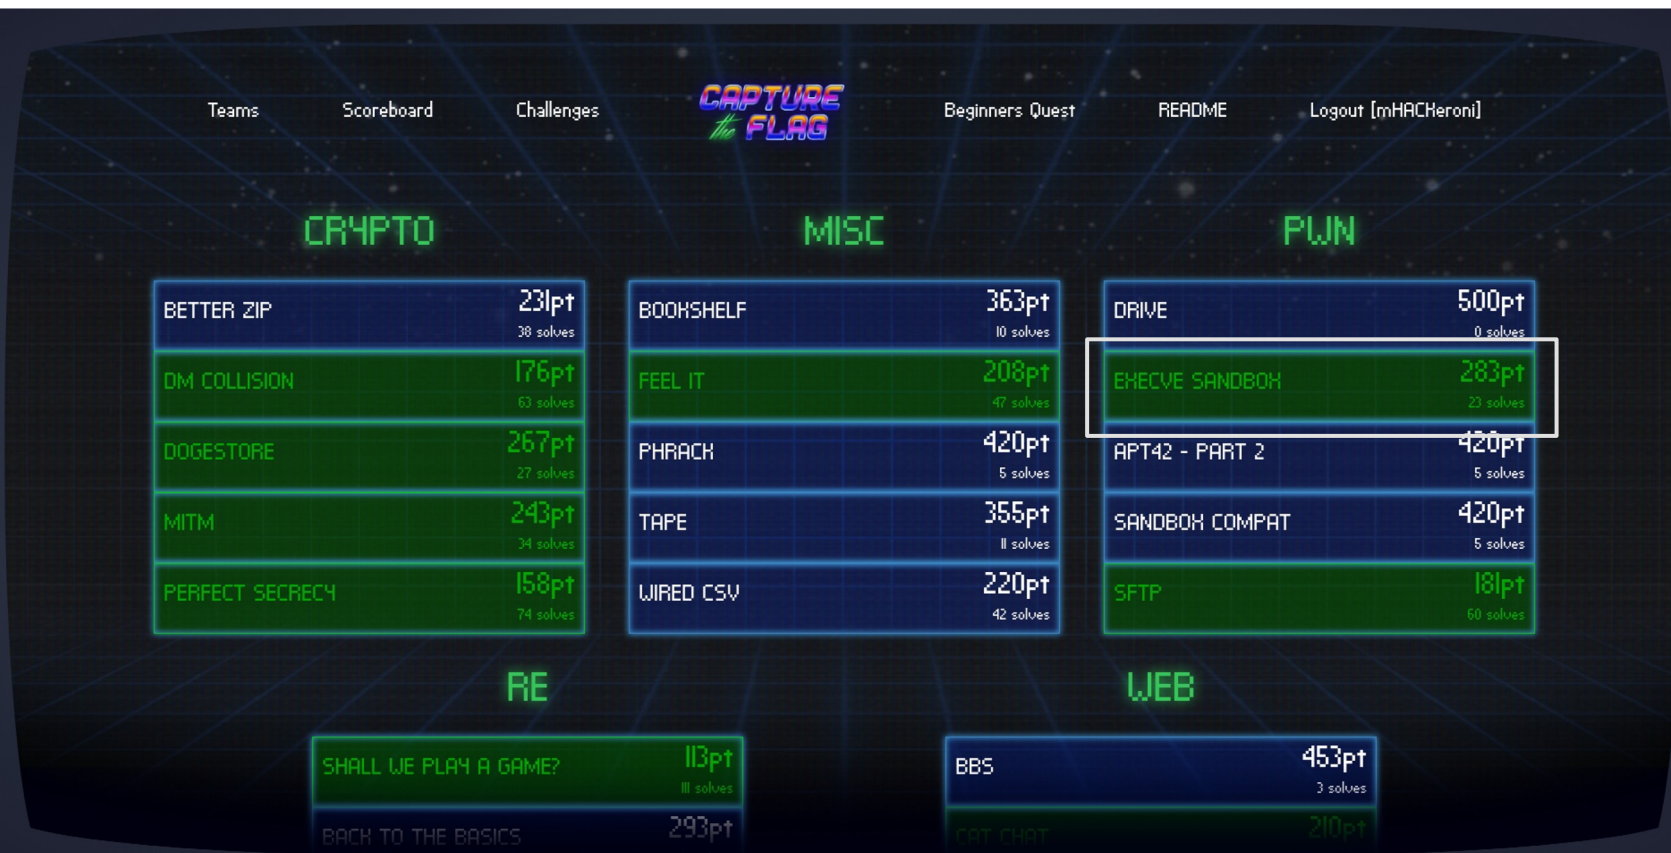 Teams Scoreboard Challenges CAPTURE the FLAG Beginners Quest README Logout [mHACKeroni]
CRYPTO
BETTER ZIP 231pt
38 solves
DM COLLISION 176pt
63 solves
DOGESTORE 267pt
27 solves
MITM 243pt
34 solves
PERFECT SECRECY 158pt
74 solves
MISC
BOOKSHELF 363pt
10 solves
FEEL IT 208pt
47 solves
PHRACK 420pt
5 solves
TAPE 355pt
11 solves
WIRED CSV 220pt
42 solves
PWN
DRIVE 500pt
0 solves
EXECVE SANDBOX 283pt
23 solves
APT42 - PART 2 420pt
5 solves
SANDBOX COMPAT 420pt
5 solves
SFTP 181pt
60 solves
RE
SHALL WE PLAY A GAME? 113pt
111 solves
BACK TO THE BASICS 293pt
WEB
BBS 453pt
3 solves
CAT CHAT 210pt